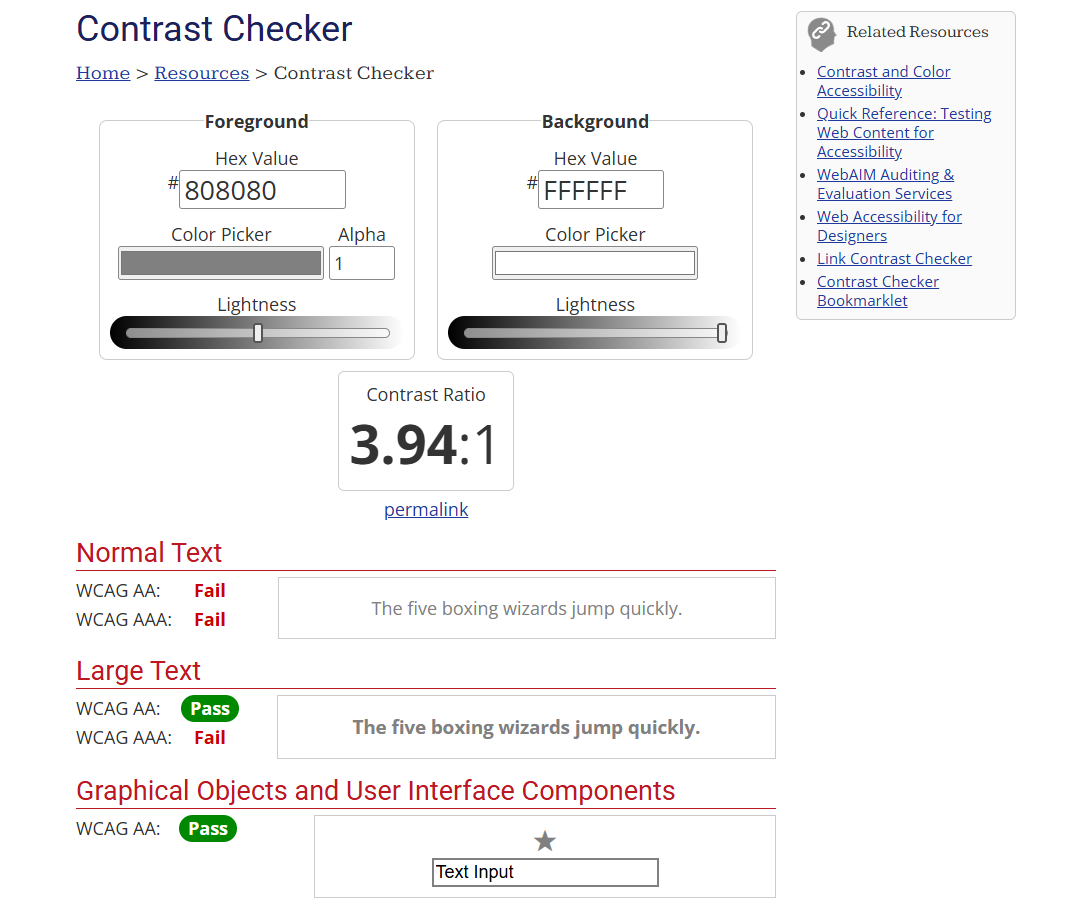 Contrast Checker
Home > Resources > Contrast Checker
Foreground
Hex Value
# 808080
Color Picker Alpha
1
Lightness
Background
Hex Value
# FFFFFF
Color Picker
Lightness
Contrast Ratio
3.94:1
permalink
Normal Text
WCAG AA: Fail
WCAG AAA: Fail
The five boxing wizards jump quickly.
Large Text
WCAG AA: Pass
WCAG AAA: Fail
The five boxing wizards jump quickly.
Graphical Objects and User Interface Components
WCAG AA: Pass
Text Input
Related Resources
Contrast and Color
Accessibility
Quick Reference: Testing
Web Content for
Accessibility
WebAIM Auditing &
Evaluation Services
Web Accessibility for
Designers
Link Contrast Checker
Contrast Checker
Bookmarklet